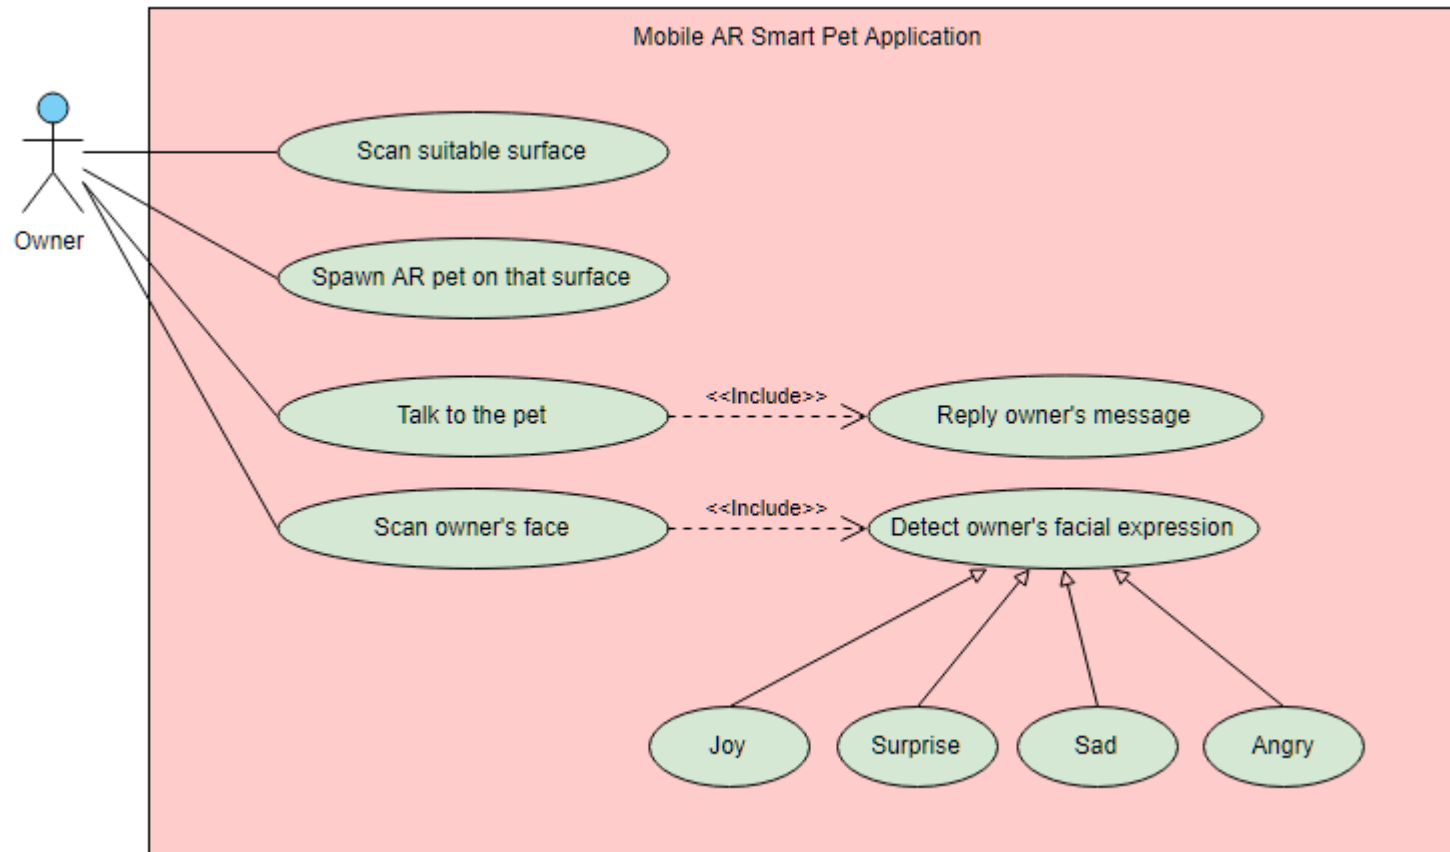 Mobile AR Smart Pet Application
Scan suitable surface
Owner
Spawn AR pet on that surface
Talk to the pet
<<Include>>
Reply owner's message
Scan owner's face
<<Include>>
Detect owner's facial expression
Joy
Surprise
Sad
Angry